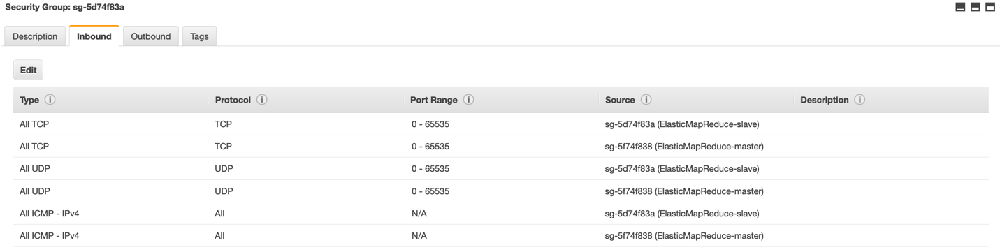 Security Group: sg-5d74f83a
Description Inbound Outbound Tags
Edit
Type Protocol Port Range Source Description
All TCP TCP 0 - 65535 sg-5d74f83a (ElasticMapReduce-slave)
All TCP TCP 0 - 65535 sg-5f74f838 (ElasticMapReduce-master)
All UDP UDP 0 - 65535 sg-5d74f83a (ElasticMapReduce-slave)
All UDP UDP 0 - 65535 sg-5f74f838 (ElasticMapReduce-master)
All ICMP - IPv4 All N/A sg-5d74f83a (ElasticMapReduce-slave)
All ICMP - IPv4 All N/A sg-5f74f838 (ElasticMapReduce-master)